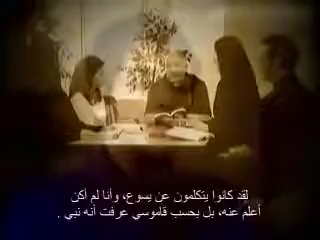 لقد كانوا يتكلمون عن يسوع، وأنا لم أكن
أعلم عنه، بل بحسب قاموسي عرفت أنه نبي .